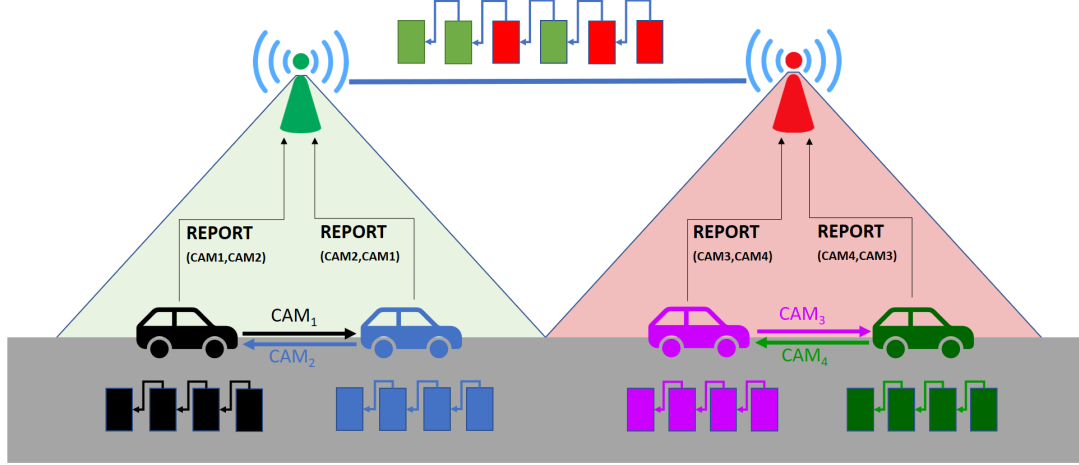 REPORT
(CAM1,CAM2)
REPORT
(CAM2,CAM1)
REPORT
(CAM3,CAM4)
REPORT
(CAM4,CAM3)
CAM₁
CAM₂
CAM₃
CAM₄